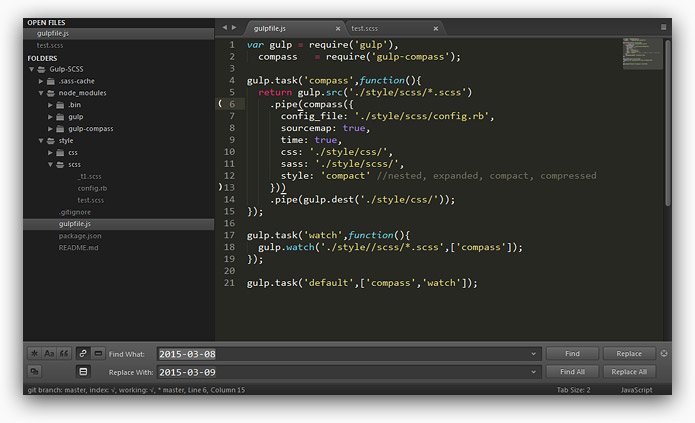 OPEN FILES
gulpfile.js
test.scss
FOLDERS
Gulp-SCSS
.sass-cache
node_modules
.bin
gulp
gulp-compass
style
css
scss
_t1.scss
config.rb
test.scss
.gitignore
gulpfile.js
package.json
README.md
gulpfile.js test.scss
1 var gulp = require('gulp'),
2 compass = require('gulp-compass');
3
4 gulp.task('compass',function(){
5 return gulp.src('./style/scss/*.scss')
6 .pipe(compass({
7 config_file: './style/scss/config.rb',
8 sourcemap: true,
9 time: true,
10 css: './style/css/',
11 sass: './style/scss/',
12 style: 'compact' //nested, expanded, compact, compressed
13 }))
14 .pipe(gulp.dest('./style/css/'));
15 });
16
17 gulp.task('watch',function(){
18 gulp.watch('./style//scss/*.scss',['compass']);
19 });
20
21 gulp.task('default',['compass','watch']);
Aa Find What: 2015-03-08 Find Replace
Replace With: 2015-03-09 Find All Replace All
git branch: master, index: √, working: √, * master, Line 6, Column 15 Tab Size: 2 JavaScript